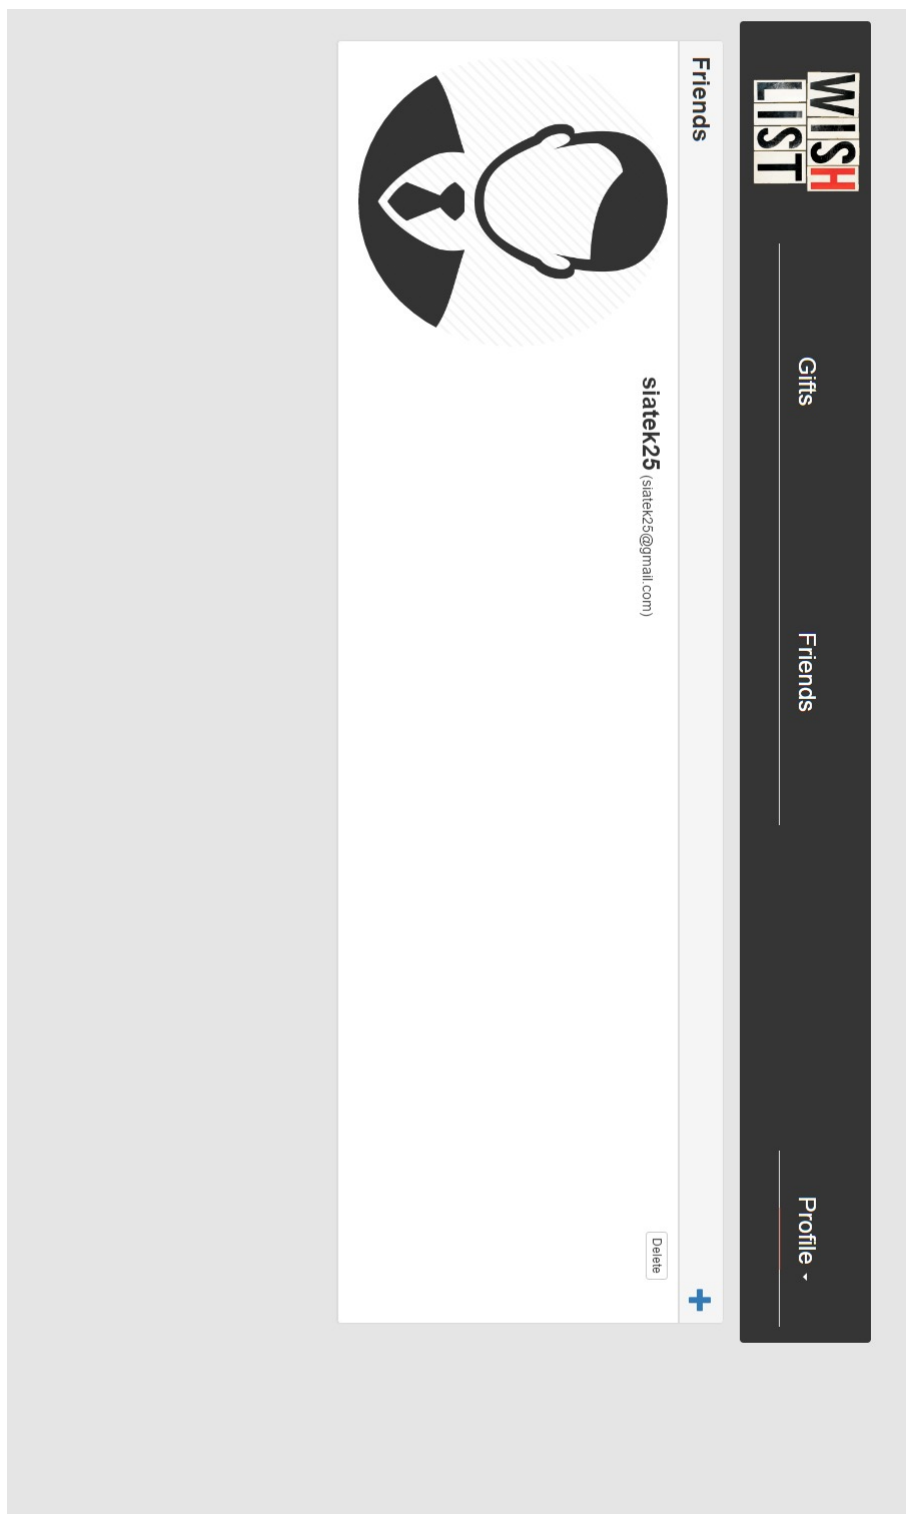 WISH
LIST
Gifts
Friends
Profile
Friends
siatek25 (siatek25@gmail.com)
Delete